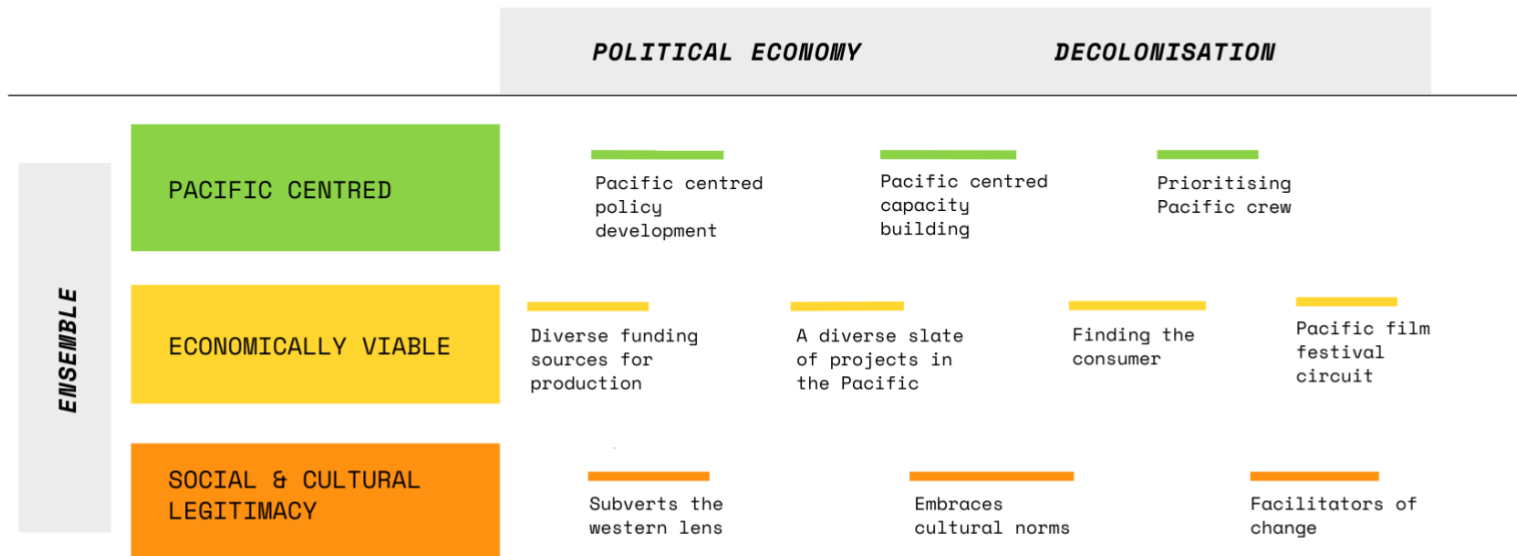 POLITICAL ECONOMY
DECOLONISATION
ENSEMBLE
PACIFIC CENTRED
Pacific centred
policy
development
Pacific centred
capacity
building
Prioritising
Pacific crew
ECONOMICALLY VIABLE
Diverse funding
sources for
production
A diverse slate
of projects in
the Pacific
Finding the
consumer
Pacific film
festival
circuit
SOCIAL & CULTURAL
LEGITIMACY
Subverts the
western lens
Embraces
cultural norms
Facilitators of
change